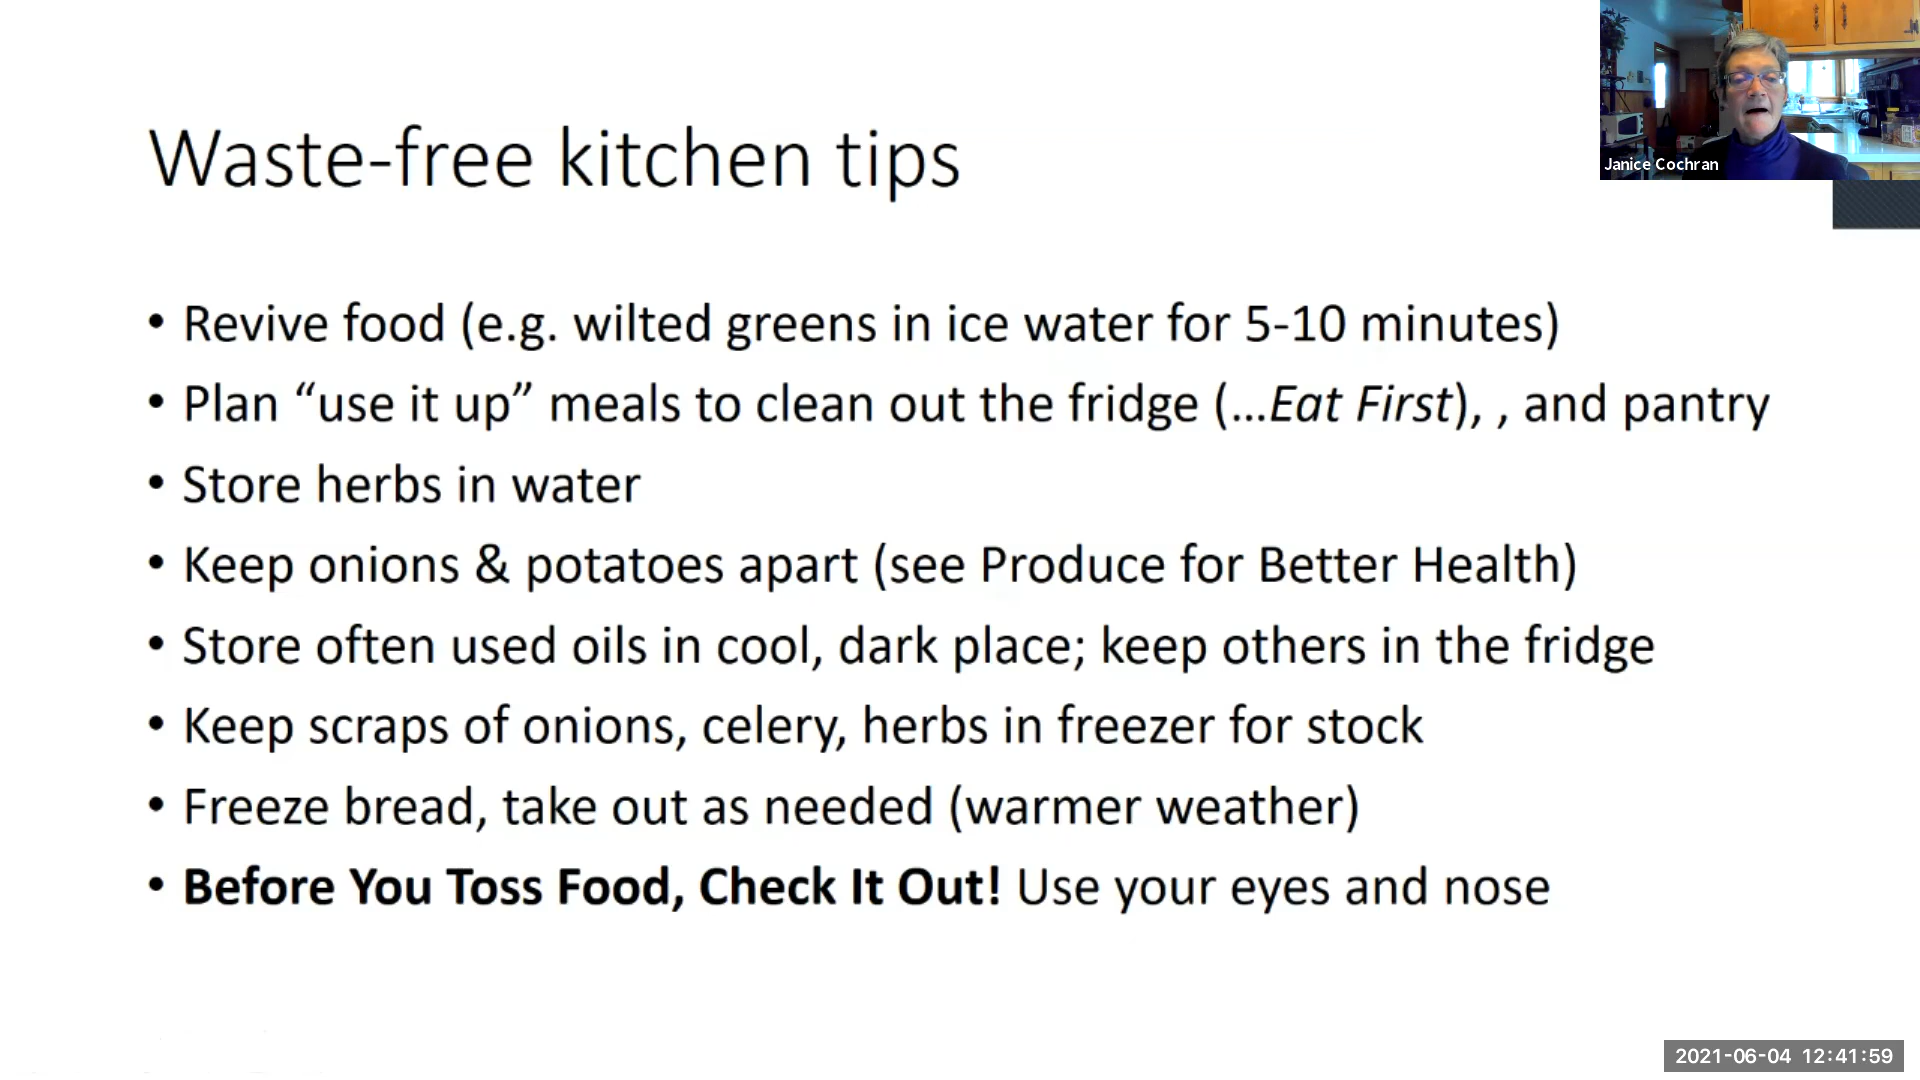 Janice Cochran
Waste-free kitchen tips
• Revive food (e.g. wilted greens in ice water for 5-10 minutes)
• Plan “use it up” meals to clean out the fridge (…Eat First), , and pantry
• Store herbs in water
• Keep onions & potatoes apart (see Produce for Better Health)
• Store often used oils in cool, dark place; keep others in the fridge
• Keep scraps of onions, celery, herbs in freezer for stock
• Freeze bread, take out as needed (warmer weather)
• Before You Toss Food, Check It Out! Use your eyes and nose
2021-06-04 12:41:59